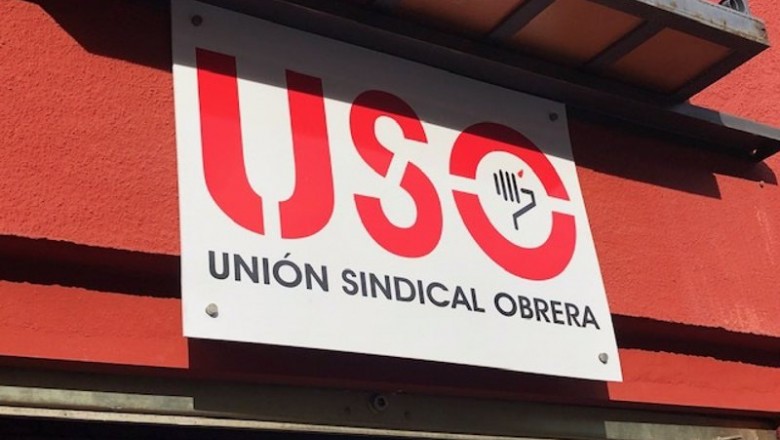 USO
UNIÓN SINDICAL OBRERA